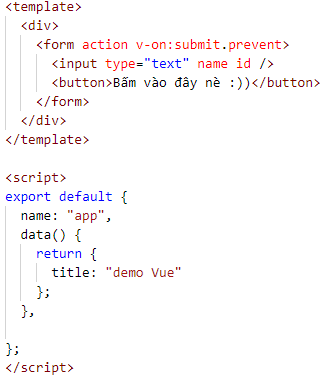 <template>
  <div>
    <form action v-on:submit.prevent>
      <input type="text" name id />
      <button>Bấm vào đây nè :))</button>
    </form>
  </div>
</template>

<script>
export default {
  name: "app",
  data() {
    return {
      title: "demo Vue"
    };
  },

};
</script>